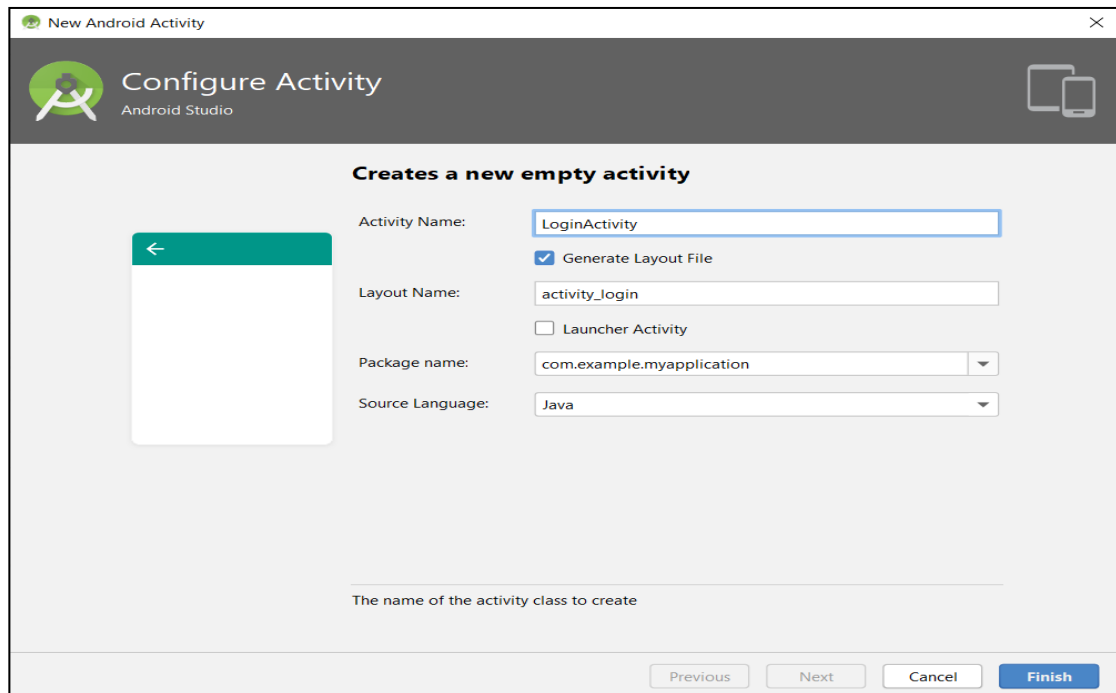 New Android Activity
Configure Activity
Android Studio
Creates a new empty activity
Activity Name:
LoginActivity
Generate Layout File
Layout Name:
activity_login
Launcher Activity
Package name:
com.example.myapplication
Source Language:
Java
The name of the activity class to create
Previous
Next
Cancel
Finish